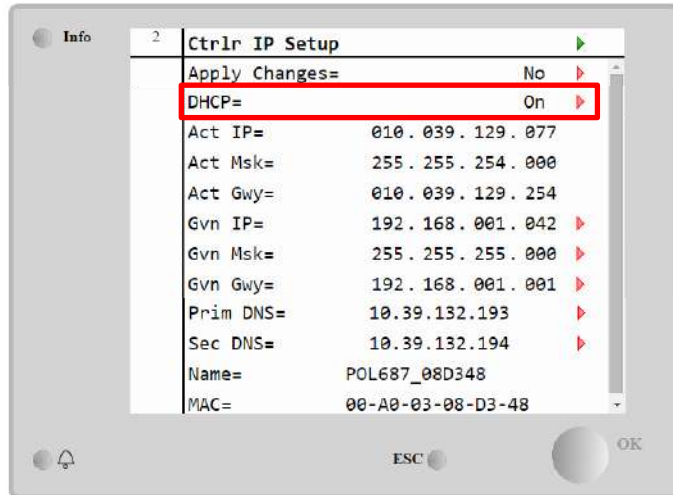 Info
2 Ctrlr IP Setup
Apply Changes= No
DHCP= On
Act IP= 010.039.129.077
Act Msk= 255.255.254.000
Act Gwy= 010.039.129.254
Gvn IP= 192.168.001.042
Gvn Msk= 255.255.255.000
Gvn Gwy= 192.168.001.001
Prim DNS= 10.39.132.193
Sec DNS= 10.39.132.194
Name= POL687_08D348
MAC= 00-A0-03-08-D3-48
ESC
OK